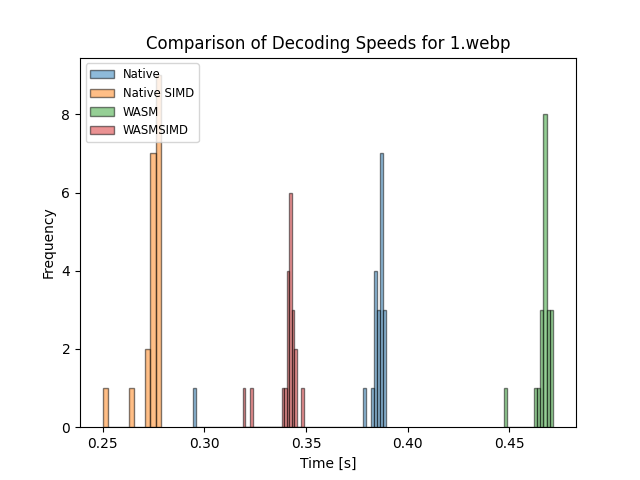 Comparison of Decoding Speeds for 1.webp
Native
Native SIMD
WASM
WASMSIMD
Frequency
8
6
4
2
0
0.25 0.30 0.35 0.40 0.45
Time [s]